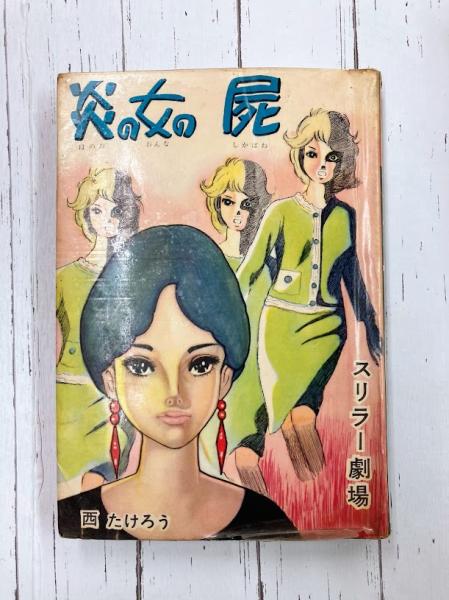 炎の女の 屍
ほのお おんな しかばね
スリラー劇場
西 たけろう